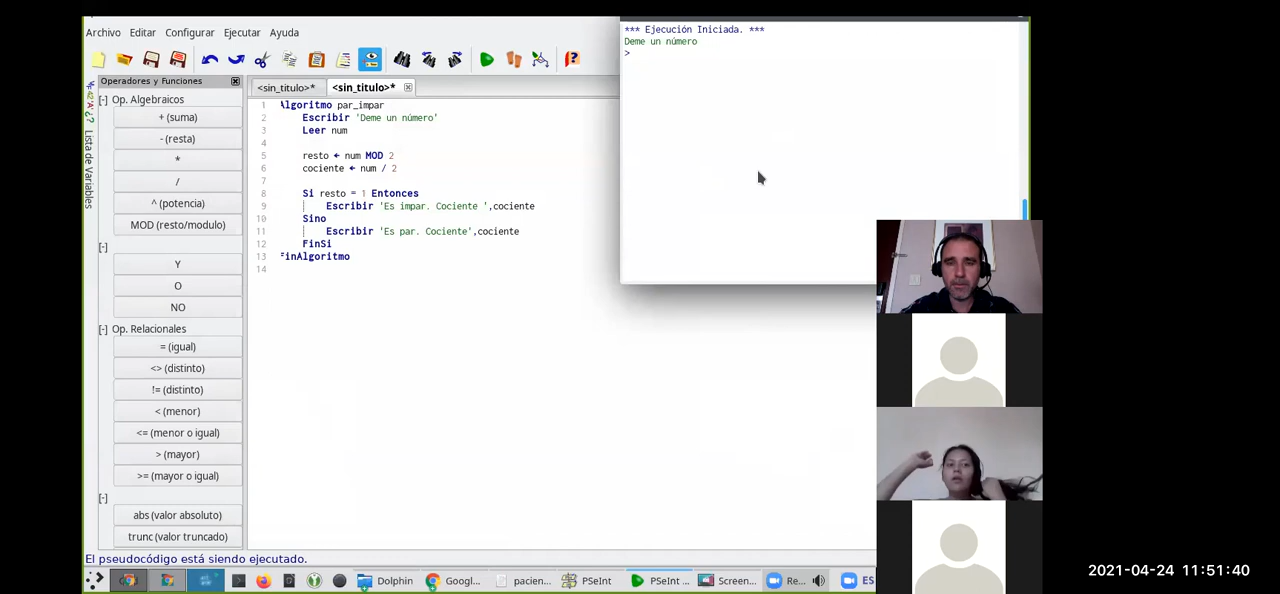 Archivo Editar Configurar Ejecutar Ayuda
*** Ejecución Iniciada. ***
Deme un número
>
Operadores y Funciones
<sin_titulo>* <sin_titulo>*
Lista de Variables
[-] Op. Algebraicos
+ (suma)
- (resta)
*
/
^ (potencia)
MOD (resto/modulo)
[-]
Y
O
NO
[-] Op. Relacionales
= (igual)
<> (distinto)
!= (distinto)
< (menor)
<= (menor o igual)
> (mayor)
>= (mayor o igual)
[-]
abs (valor absoluto)
trunc (valor truncado)
1 Algoritmo par_impar
2 Escribir 'Deme un número'
3 Leer num
4
5 resto ← num MOD 2
6 cociente ← num / 2
7
8 Si resto = 1 Entonces
9 Escribir 'Es impar. Cociente ',cociente
10 Sino
11 Escribir 'Es par. Cociente',cociente
12 FinSi
13 FinAlgoritmo
14
El pseudocódigo está siendo ejecutado.
Dolphin Googl... pacien... PSeInt PSeInt ... Screen... Re... ES
2021-04-24 11:51:40